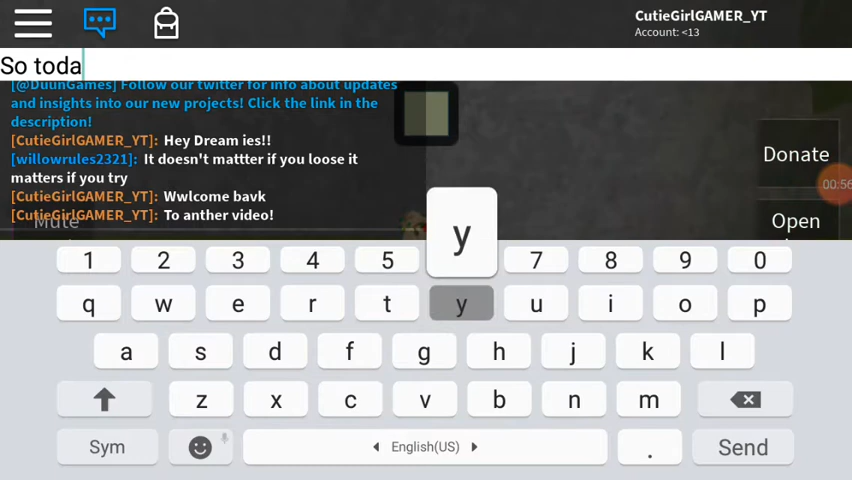 CutieGirlGAMER_YT
Account: <13
So toda
[@DuunGames] Follow our twitter for info about updates
and insights into our new projects! Click the link in the
description!
[CutieGirlGAMER_YT]: Hey Dream ies!!
[willowrules2321]: It doesn't mattter if you loose it
matters if you try
[CutieGirlGAMER_YT]: Wwlcome bavk
[CutieGirlGAMER_YT]: To anther video!
Mute
Donate
00:56
Open
y
1 2 3 4 5 7 8 9 0
q w e r t y u i o p
a s d f g h j k l
z x c v b n m
Sym English(US) . Send